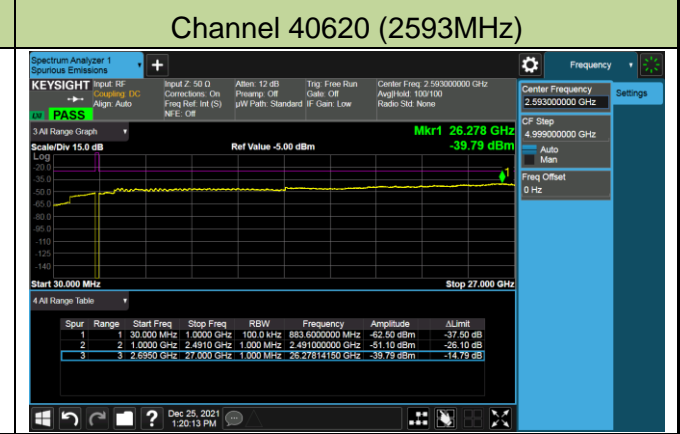 Channel 40620 (2593MHz)
Spectrum Analyzer 1
Spurious Emissions
+
Frequency
KEYSIGHT
Input: RF
Coupling: DC
Align: Auto
Input Z: 50 Ω
Corrections: On
Freq Ref: Int (S)
NFE: Off
Atten: 12 dB
Preamp: Off
µW Path: Standard
Trig: Free Run
Gate: Off
IF Gain: Low
Center Freq: 2.593000000 GHz
Avg|Hold: 100/100
Radio Std: None
PASS
Center Frequency
2.593000000 GHz
Settings
CF Step
4.999000000 GHz
Auto
Man
Freq Offset
0 Hz
3 All Range Graph
Mkr1 26.278 GHz
Scale/Div 15.0 dB
Ref Value -5.00 dBm
-39.79 dBm
Log
-20.0
-35.0
-50.0
-65.0
-80.0
-95.0
-110
-125
-140
1
Start 30.000 MHz
Stop 27.000 GHz
4 All Range Table
Spur Range Start Freq Stop Freq RBW Frequency Amplitude ΔLimit
1 1 30.000 MHz 1.0000 GHz 100.0 kHz 883.6000000 MHz -62.50 dBm -37.50 dB
2 2 1.0000 GHz 2.4910 GHz 1.000 MHz 2.491000000 GHz -51.10 dBm -26.10 dB
3 3 2.6950 GHz 27.000 GHz 1.000 MHz 26.27814150 GHz -39.79 dBm -14.79 dB
?
Dec 25, 2021
1:20:13 PM